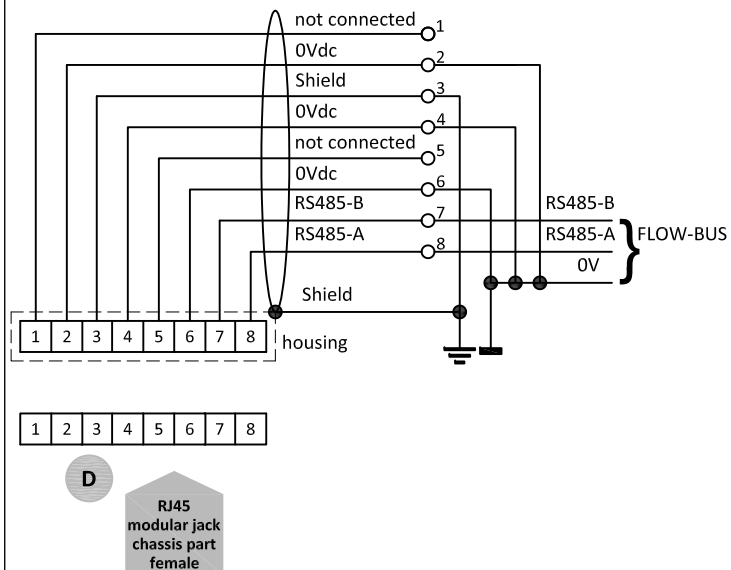 not connected 1
0Vdc 2
Shield 3
0Vdc 4
not connected 5
0Vdc 6
RS485-B 7 RS485-B
RS485-A 8 RS485-A } FLOW-BUS
0V
Shield
1 2 3 4 5 6 7 8 housing
1 2 3 4 5 6 7 8
D
RJ45
modular jack
chassis part
female